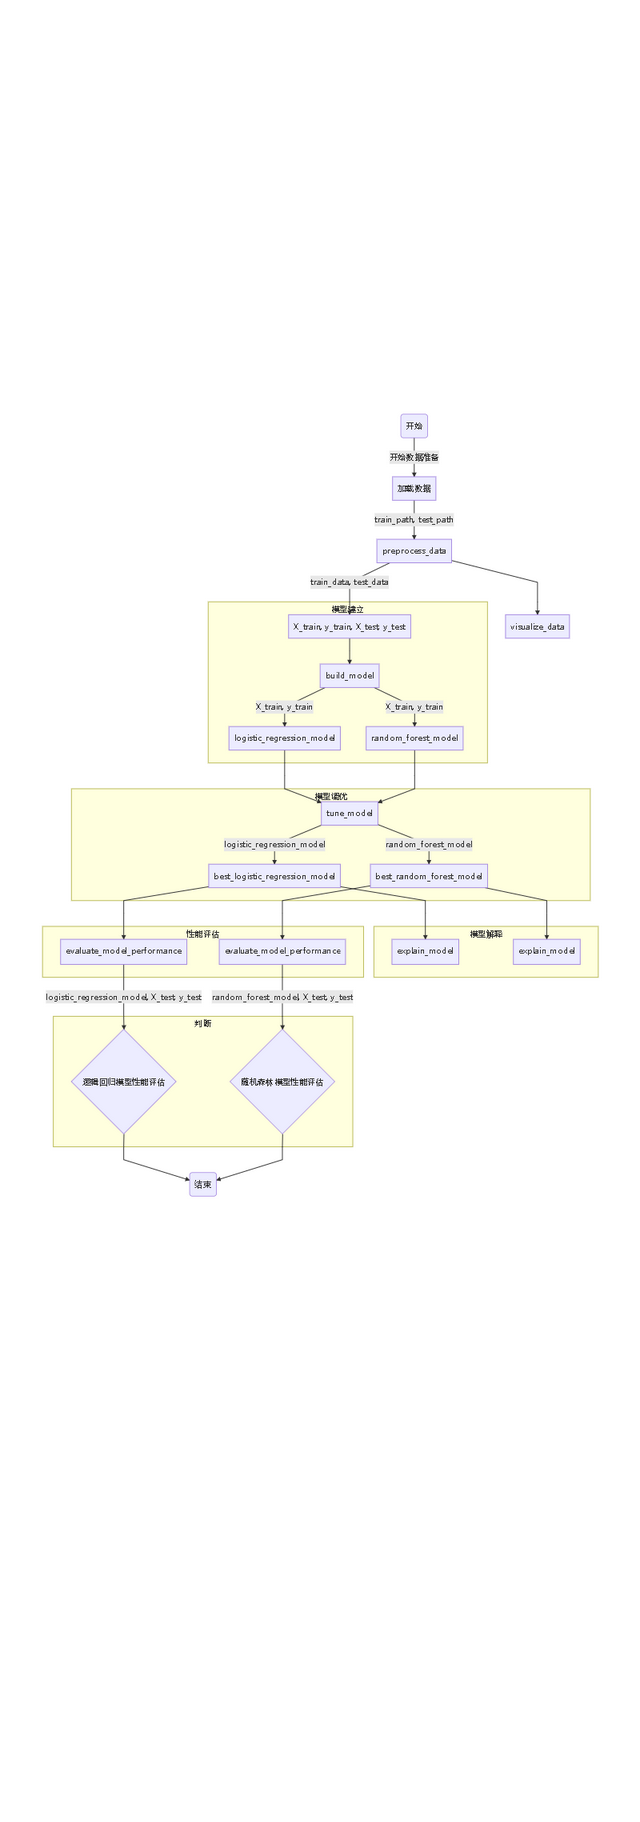 开始
开始数据准备
加载数据
train_path, test_path
preprocess_data
train_data, test_data
模型建立
X_train, y_train, X_test, y_test
visualize_data
build_model
X_train, y_train
X_train, y_train
logistic_regression_model
random_forest_model
模型调优
tune_model
logistic_regression_model
random_forest_model
best_logistic_regression_model
best_random_forest_model
性能评估
模型解释
evaluate_model_performance
evaluate_model_performance
explain_model
explain_model
logistic_regression_model, X_test, y_test
random_forest_model, X_test, y_test
判断
逻辑回归模型性能评估
随机森林模型性能评估
结束